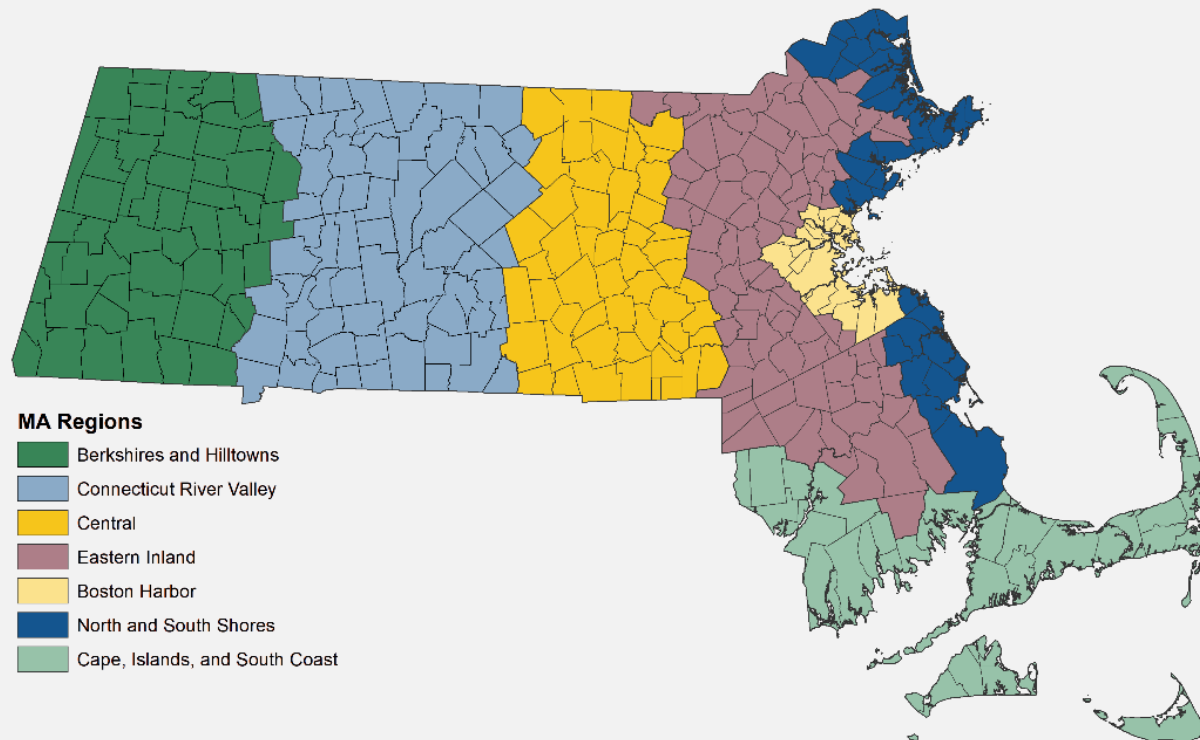 MA Regions
Berkshires and Hilltowns
Connecticut River Valley
Central
Eastern Inland
Boston Harbor
North and South Shores
Cape, Islands, and South Coast